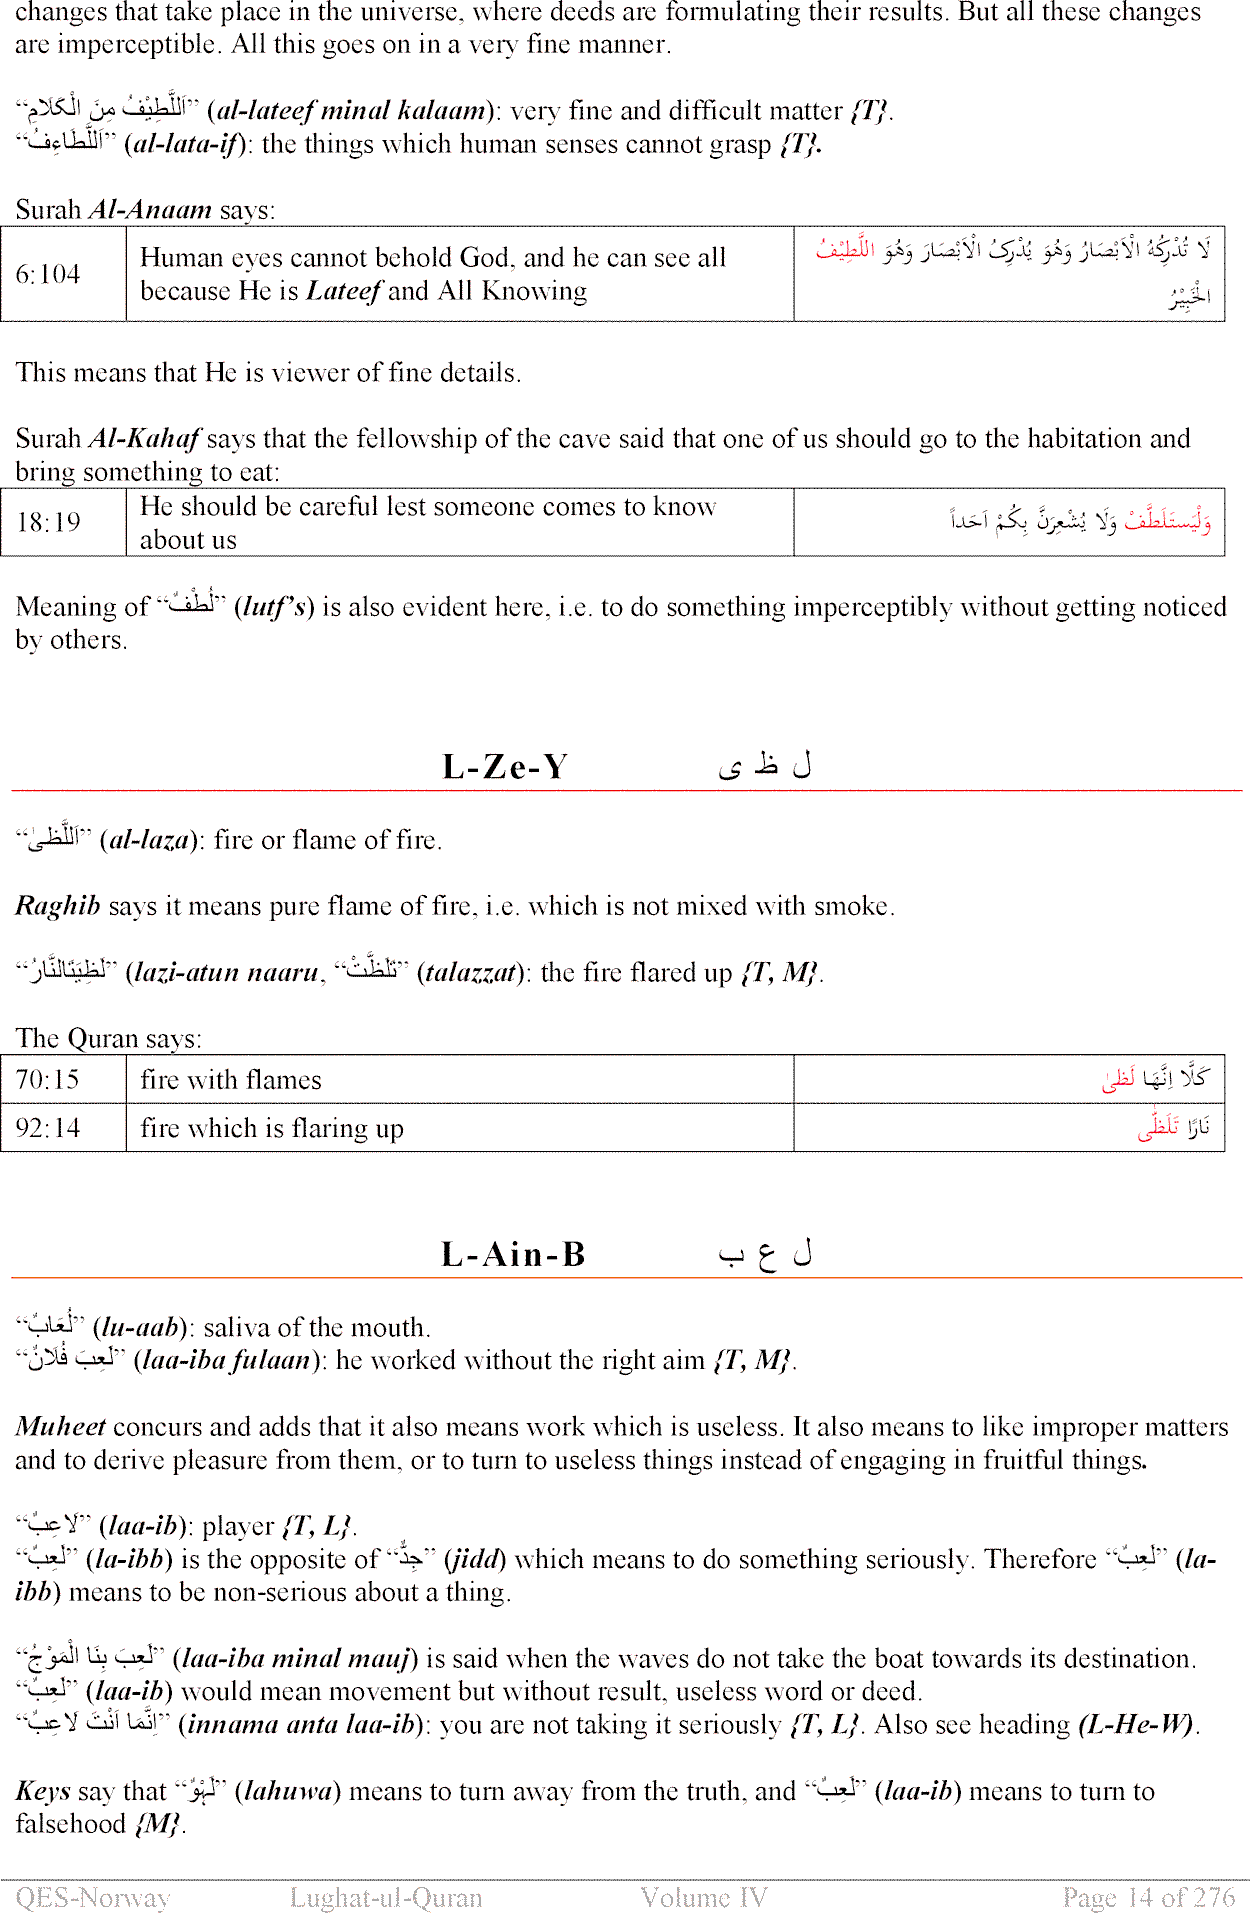 changes that take place in the universe, where deeds are formulating their results. But all these changes
are imperceptible. All this goes on in a very fine manner.
“اَللَّطِيْفُ مِنَ الْكَلَامِ” (al-lateef minal kalaam): very fine and difficult matter {T}.
“اَللَّطَاءِفُ” (al-lata-if): the things which human senses cannot grasp {T}.
Surah Al-Anaam says:
6:104 Human eyes cannot behold God, and he can see all because He is Lateef and All Knowing لَا تُدْرِكُهُ الْاَبْصَارُ وَهُوَ يُدْرِكُ الْاَبْصَارَ وَهُوَ اللَّطِيْفُ الْخَبِيْرُ
This means that He is viewer of fine details.
Surah Al-Kahaf says that the fellowship of the cave said that one of us should go to the habitation and
bring something to eat:
18:19 He should be careful lest someone comes to know about us وَلْيَستَلَطَّفْ وَلَا يُشْعِرَنَّ بِكُمْ اَحَداً
Meaning of “لُطْفٌ” (lutf’s) is also evident here, i.e. to do something imperceptibly without getting noticed
by others.
L-Ze-Y ل ظ ی
“اَللَّظىٰ” (al-laza): fire or flame of fire.
Raghib says it means pure flame of fire, i.e. which is not mixed with smoke.
“لَظِيَتَالنَّارُ” (lazi-atun naaru, “تَلَظَّتْ” (talazzat): the fire flared up {T, M}.
The Quran says:
70:15 fire with flames كَلَّا اِنَّهَا لَظىٰ
92:14 fire which is flaring up نَارًا تَلَظّٰى
L-Ain-B ل ع ب
“لُعَابٌ” (lu-aab): saliva of the mouth.
“لَعِبَ فُلَانٌ” (laa-iba fulaan): he worked without the right aim {T, M}.
Muheet concurs and adds that it also means work which is useless. It also means to like improper matters
and to derive pleasure from them, or to turn to useless things instead of engaging in fruitful things.
“لَاعِبٌ” (laa-ib): player {T, L}.
“لَعِبٌ” (la-ibb) is the opposite of “جِدٌّ” (jidd) which means to do something seriously. Therefore “لَعِبٌ” (la-
ibb) means to be non-serious about a thing.
“لَعِبَ بِنَا الْمَوْجُ” (laa-iba minal mauj) is said when the waves do not take the boat towards its destination.
“لَعِبٌ” (laa-ib) would mean movement but without result, useless word or deed.
“اِنَّمَا اَنْتَ لَاعِبٌ” (innama anta laa-ib): you are not taking it seriously {T, L}. Also see heading (L-He-W).
Keys say that “لَہْوٌ” (lahuwa) means to turn away from the truth, and “لَعِبٌ” (laa-ib) means to turn to
falsehood {M}.
QES-Norway Lughat-ul-Quran Volume IV Page 14 of 276